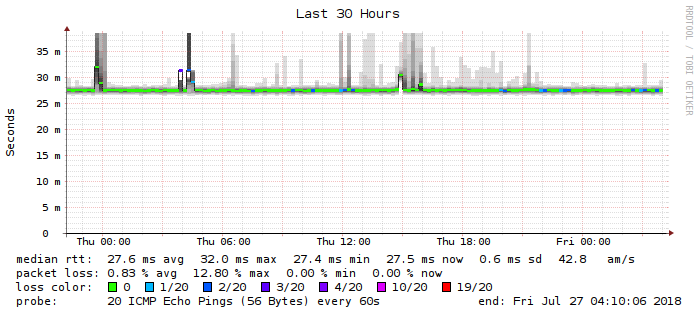 Last 30 Hours
RRDTOOL / TOBI OETIKER
Seconds
35 m
30 m
25 m
20 m
15 m
10 m
5 m
0
Thu 00:00 Thu 06:00 Thu 12:00 Thu 18:00 Fri 00:00
median rtt: 27.6 ms avg 32.0 ms max 27.4 ms min 27.5 ms now 0.6 ms sd 42.8 am/s
packet loss: 0.83 % avg 12.80 % max 0.00 % min 0.00 % now
loss color: 0 1/20 2/20 3/20 4/20 10/20 19/20
probe: 20 ICMP Echo Pings (56 Bytes) every 60s end: Fri Jul 27 04:10:06 2018